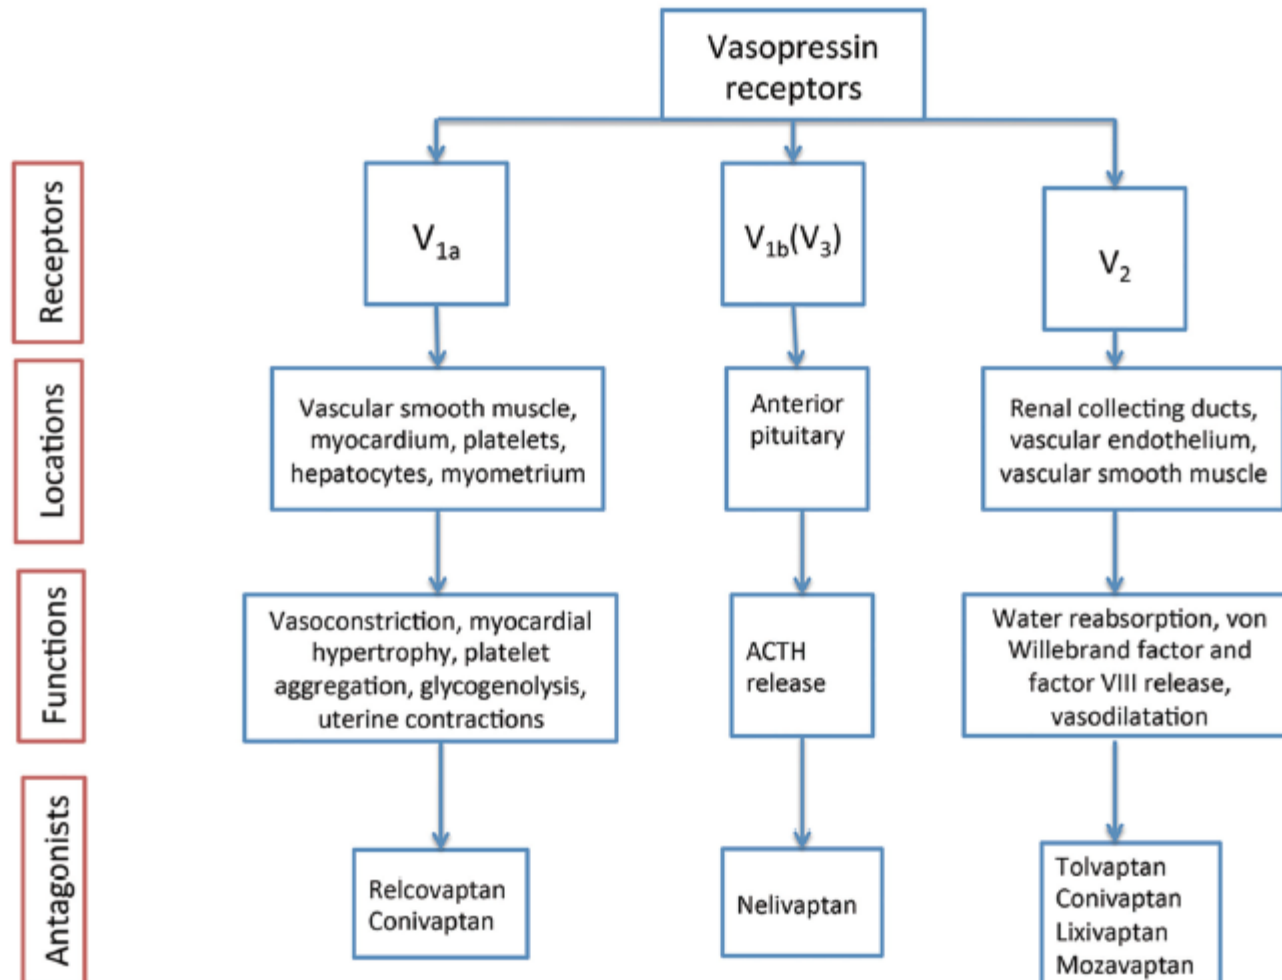 Vasopressin
receptors
Receptors
V1a
V1b(V3)
V2
Locations
Vascular smooth muscle,
myocardium, platelets,
hepatocytes, myometrium
Anterior
pituitary
Renal collecting ducts,
vascular endothelium,
vascular smooth muscle
Functions
Vasoconstriction, myocardial
hypertrophy, platelet
aggregation, glycogenolysis,
uterine contractions
ACTH
release
Water reabsorption, von
Willebrand factor and
factor VIII release,
vasodilatation
Antagonists
Relcovaptan
Conivaptan
Nelivaptan
Tolvaptan
Conivaptan
Lixivaptan
Mozavaptan